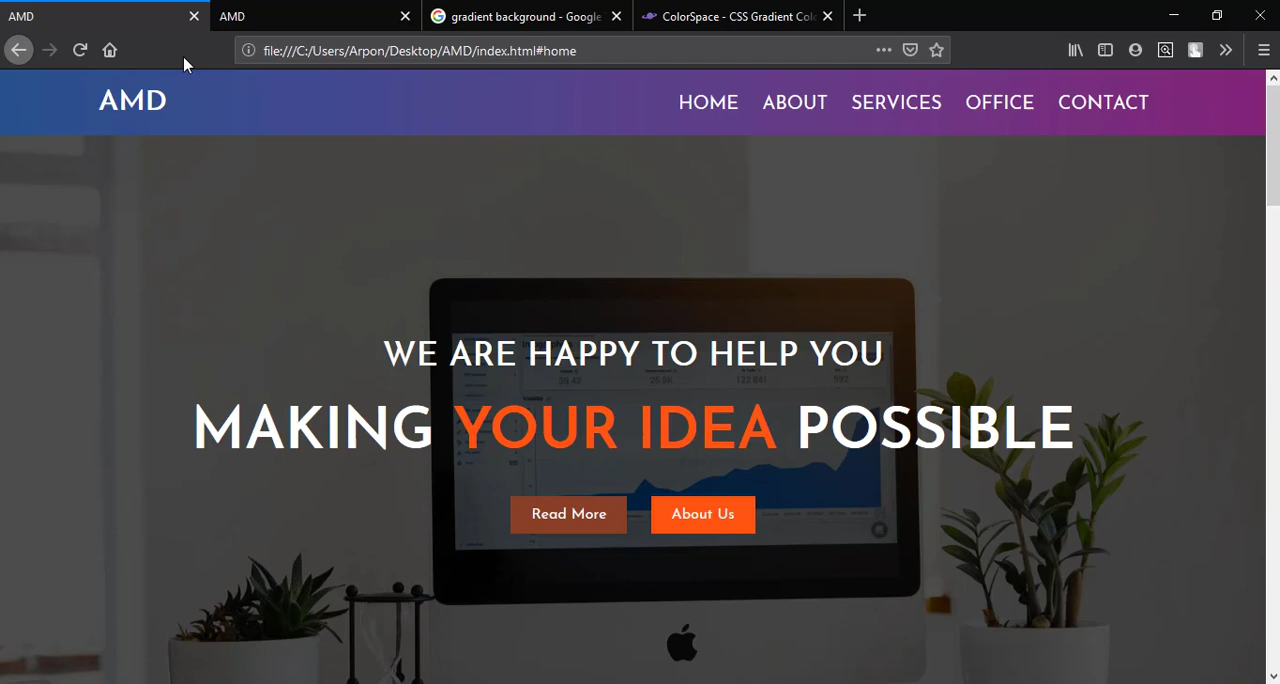 AMD
AMD
gradient background - Google
ColorSpace - CSS Gradient Colo
file:///C:/Users/Arpon/Desktop/AMD/index.html#home
AMD
HOME ABOUT SERVICES OFFICE CONTACT
WE ARE HAPPY TO HELP YOU
MAKING YOUR IDEA POSSIBLE
Read More
About Us